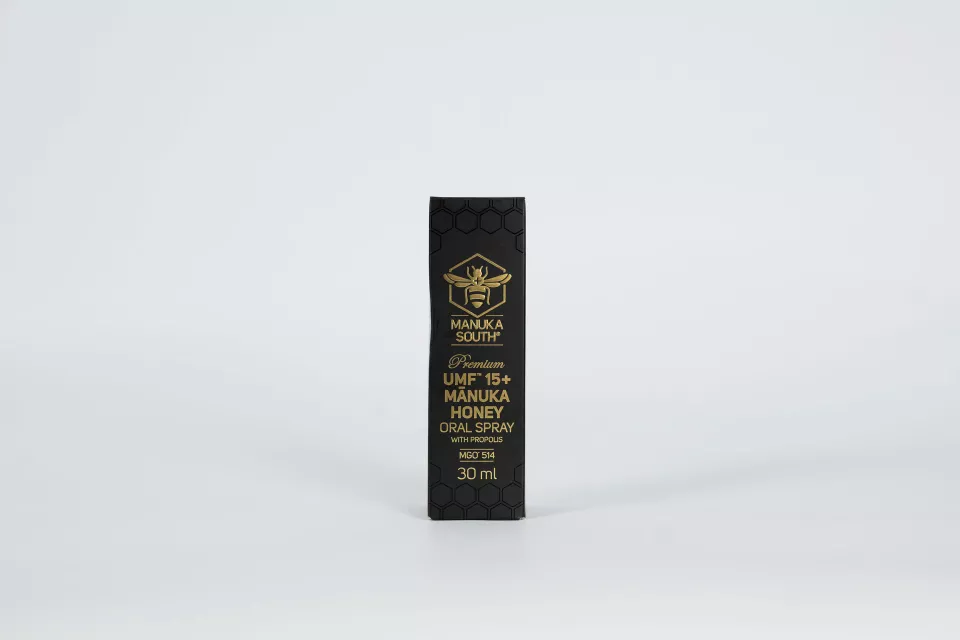 MANUKA
SOUTH®
Premium
UMF™ 15+
MĀNUKA
HONEY
ORAL SPRAY
WITH PROPOLIS
MGO™ 514
30 ml